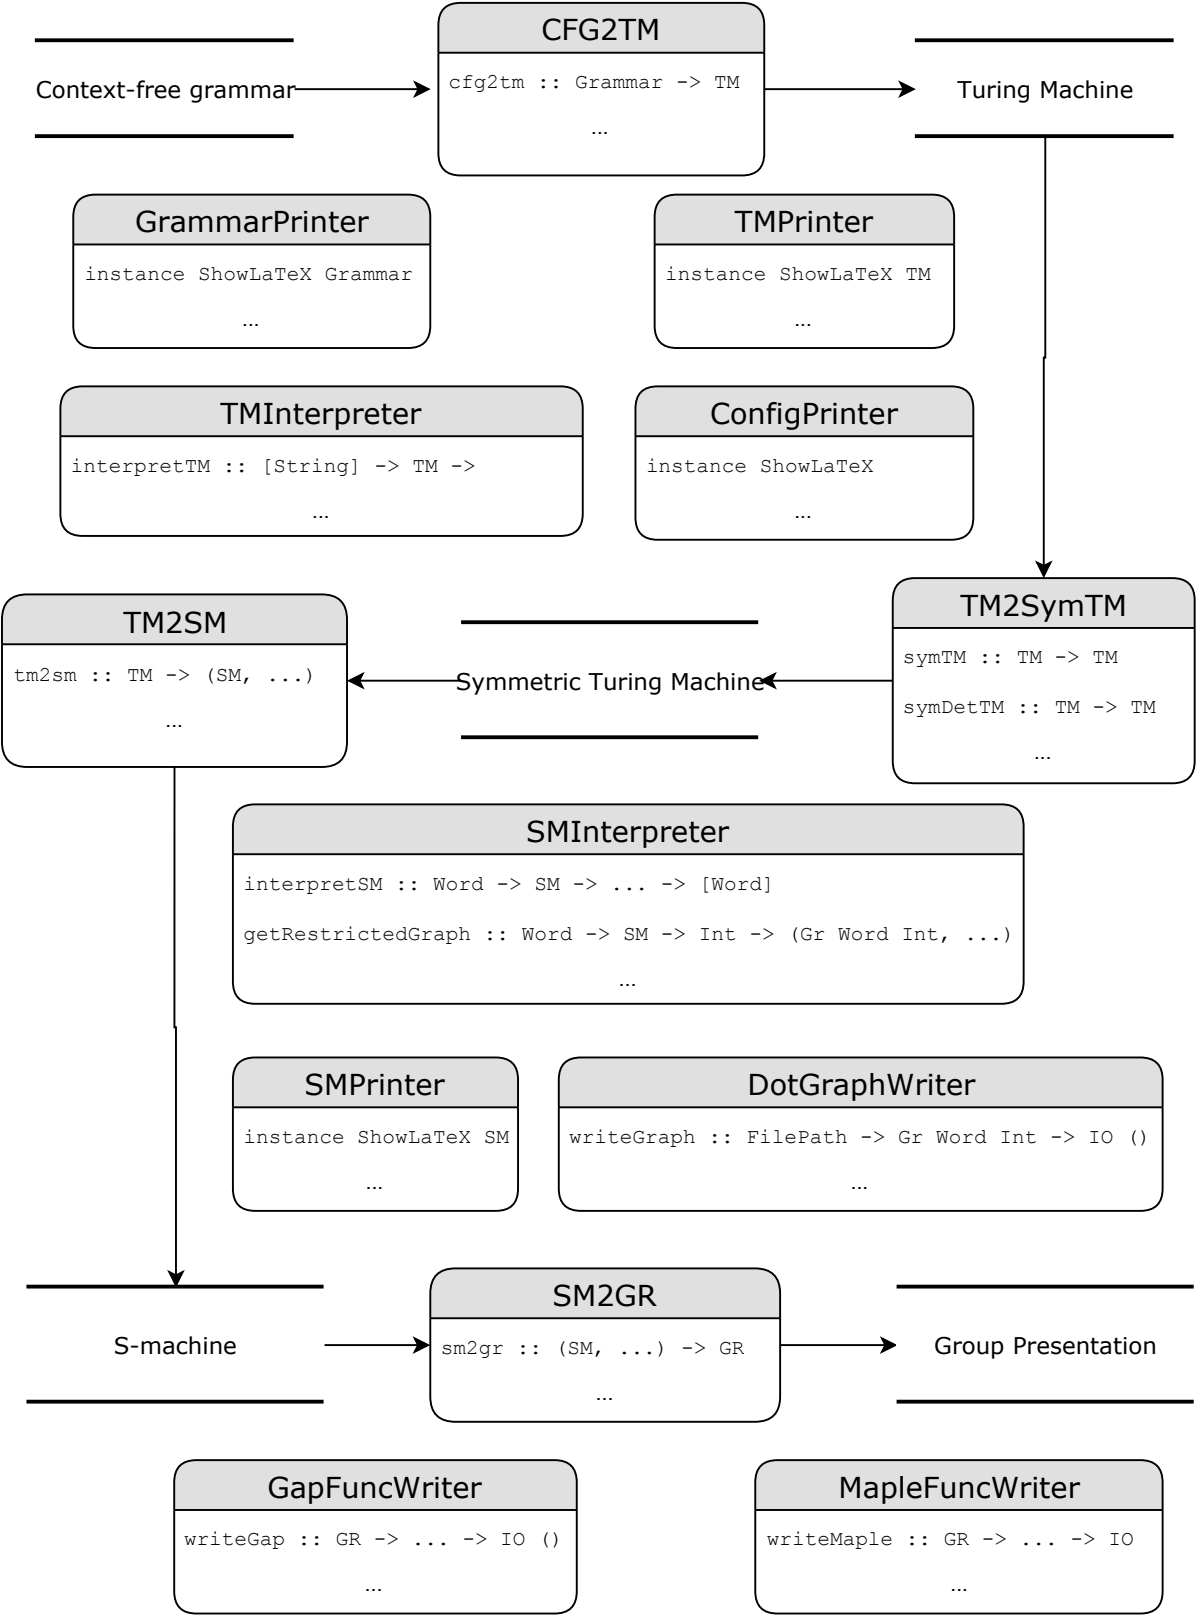 CFG2TM
Context-free grammar
cfg2tm :: Grammar -> TM
...
Turing Machine
GrammarPrinter
instance ShowLaTeX Grammar
...
TMPrinter
instance ShowLaTeX TM
...
TMInterpreter
interpretTM :: [String] -> TM ->
...
ConfigPrinter
instance ShowLaTeX
...
TM2SM
tm2sm :: TM -> (SM, ...)
...
Symmetric Turing Machine
TM2SymTM
symTM :: TM -> TM
symDetTM :: TM -> TM
...
SMInterpreter
interpretSM :: Word -> SM -> ... -> [Word]
getRestrictedGraph :: Word -> SM -> Int -> (Gr Word Int, ...)
...
SMPrinter
instance ShowLaTeX SM
...
DotGraphWriter
writeGraph :: FilePath -> Gr Word Int -> IO ()
...
S-machine
SM2GR
sm2gr :: (SM, ...) -> GR
...
Group Presentation
GapFuncWriter
writeGap :: GR -> ... -> IO ()
...
MapleFuncWriter
writeMaple :: GR -> ... -> IO
...